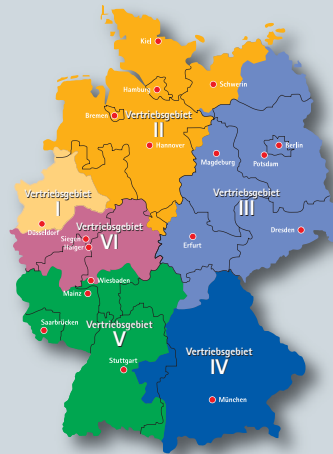 Kiel
Schwerin
Hamburg
Bremen
Vertriebsgebiet
II
Hannover
Berlin
Potsdam
Magdeburg
Vertriebsgebiet
I
Vertriebsgebiet
III
Düsseldorf
Vertriebsgebiet
VI
Siegen
Haiger
Dresden
Erfurt
Wiesbaden
Mainz
Saarbrücken
Vertriebsgebiet
V
Stuttgart
Vertriebsgebiet
IV
München